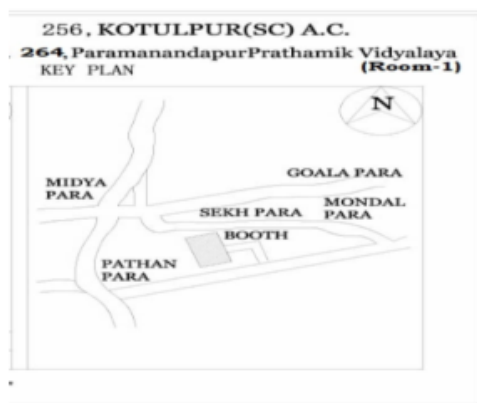 256, KOTULPUR(SC) A.C.
264, ParamanandapurPrathamik Vidyalaya
KEY PLAN (Room-1)
N
GOALA PARA
MIDYA
PARA
MONDAL
PARA
SEKH PARA
BOOTH
PATHAN
PARA